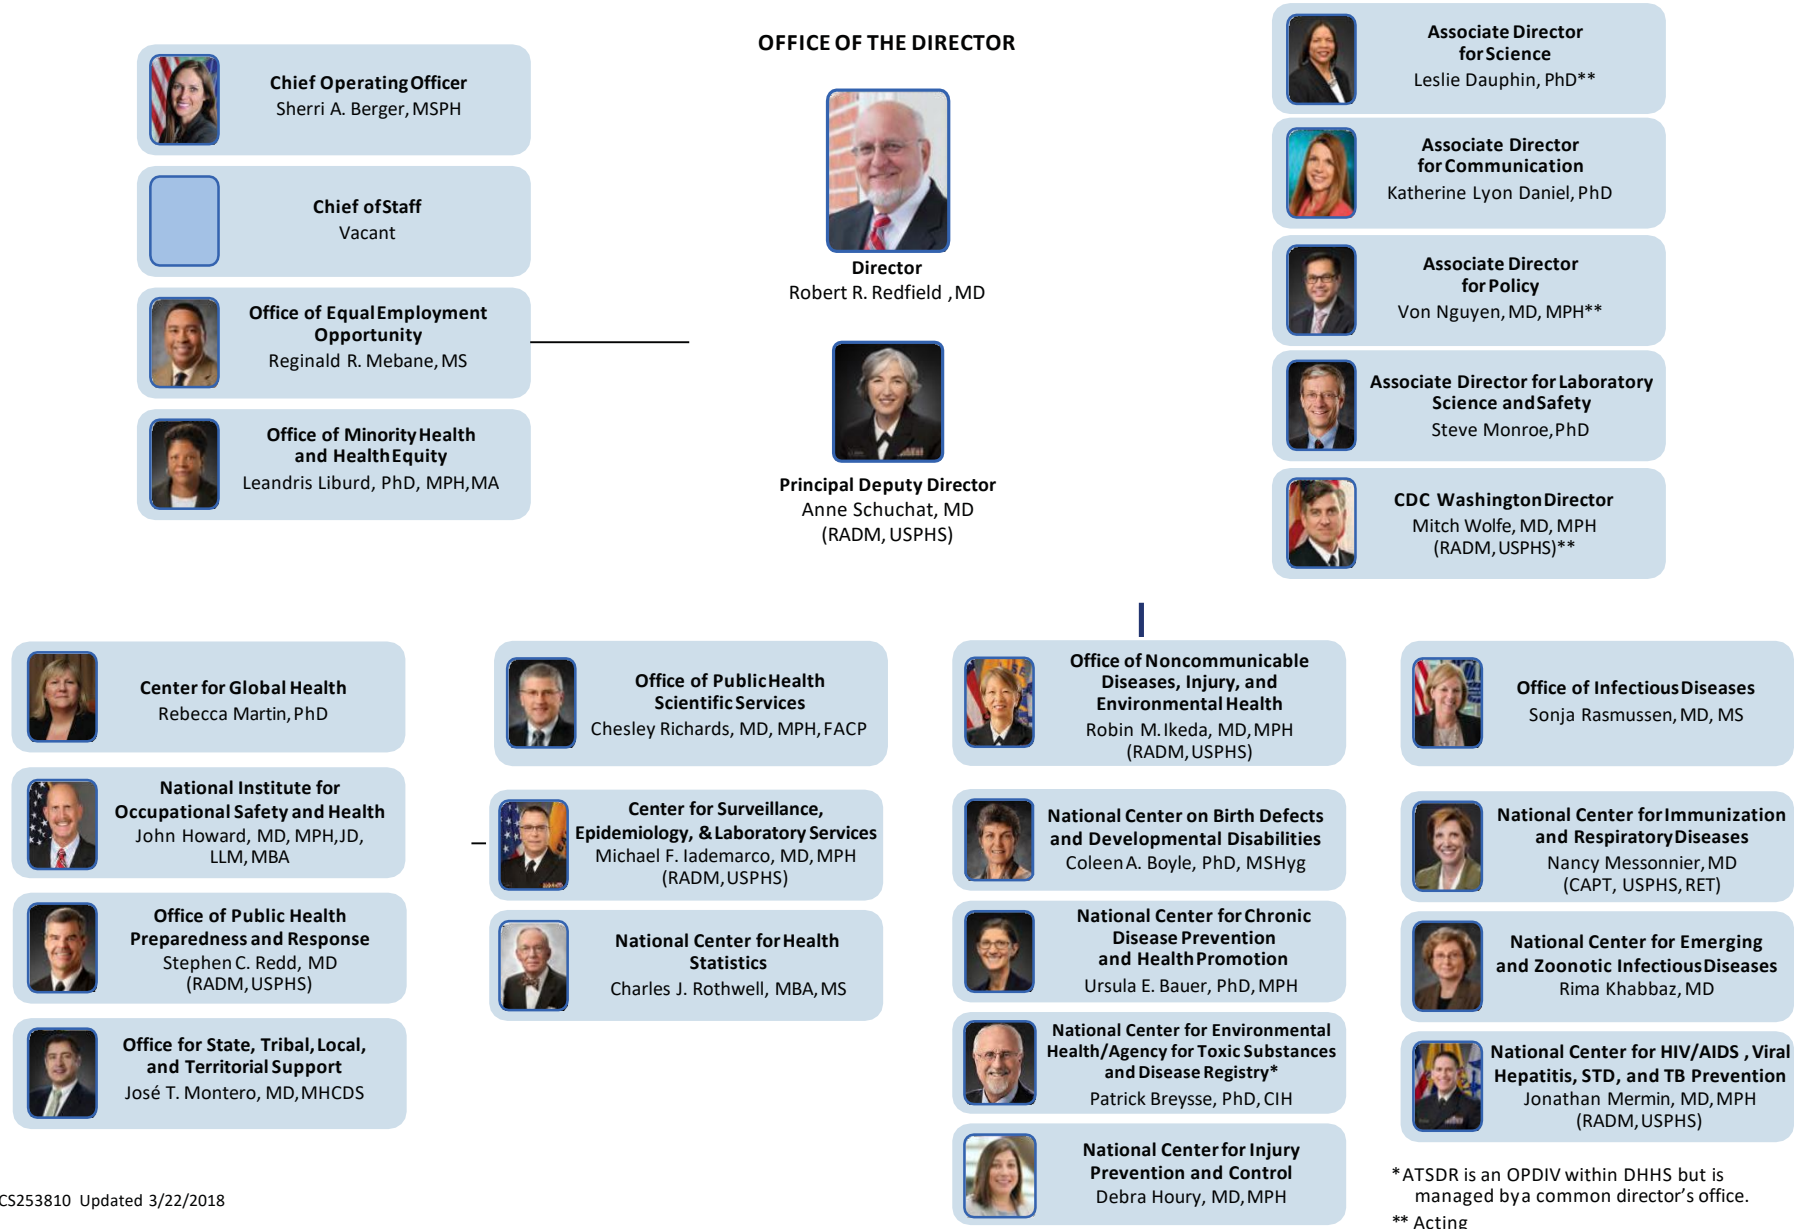 OFFICE OF THE DIRECTOR
Chief Operating Officer
Sherri A. Berger, MSPH
Chief of Staff
Vacant
Office of Equal Employment
Opportunity
Reginald R. Mebane, MS
Office of Minority Health
and Health Equity
Leandris Liburd, PhD, MPH, MA
Director
Robert R. Redfield , MD
Principal Deputy Director
Anne Schuchat, MD
(RADM, USPHS)
Associate Director
for Science
Leslie Dauphin, PhD**
Associate Director
for Communication
Katherine Lyon Daniel, PhD
Associate Director
for Policy
Von Nguyen, MD, MPH**
Associate Director for Laboratory
Science and Safety
Steve Monroe, PhD
CDC Washington Director
Mitch Wolfe, MD, MPH
(RADM, USPHS)**
Center for Global Health
Rebecca Martin, PhD
National Institute for
Occupational Safety and Health
John Howard, MD, MPH, JD,
LLM, MBA
Office of Public Health
Preparedness and Response
Stephen C. Redd, MD
(RADM, USPHS)
Office for State, Tribal, Local,
and Territorial Support
José T. Montero, MD, MHCDS
Office of Public Health
Scientific Services
Chesley Richards, MD, MPH, FACP
Center for Surveillance,
Epidemiology, & Laboratory Services
Michael F. Iademarco, MD, MPH
(RADM, USPHS)
National Center for Health
Statistics
Charles J. Rothwell, MBA, MS
Office of Noncommunicable
Diseases, Injury, and
Environmental Health
Robin M. Ikeda, MD, MPH
(RADM, USPHS)
National Center on Birth Defects
and Developmental Disabilities
Coleen A. Boyle, PhD, MSHyg
National Center for Chronic
Disease Prevention
and Health Promotion
Ursula E. Bauer, PhD, MPH
National Center for Environmental
Health/Agency for Toxic Substances
and Disease Registry*
Patrick Breysse, PhD, CIH
National Center for Injury
Prevention and Control
Debra Houry, MD, MPH
Office of Infectious Diseases
Sonja Rasmussen, MD, MS
National Center for Immunization
and Respiratory Diseases
Nancy Messonnier, MD
(CAPT, USPHS, RET)
National Center for Emerging
and Zoonotic Infectious Diseases
Rima Khabbaz, MD
National Center for HIV/AIDS , Viral
Hepatitis, STD, and TB Prevention
Jonathan Mermin, MD, MPH
(RADM, USPHS)
*ATSDR is an OPDIV within DHHS but is
managed by a common director’s office.
** Acting
CS253810 Updated 3/22/2018